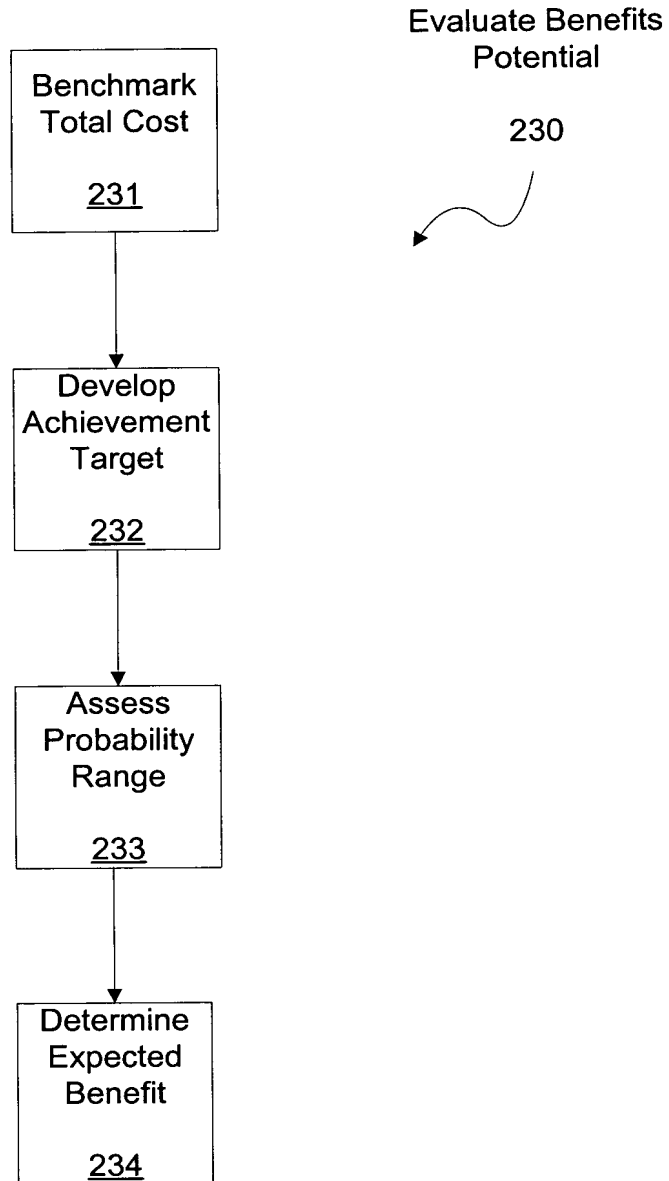 Evaluate Benefits
Potential
230
Benchmark
Total Cost
231
Develop
Achievement
Target
232
Assess
Probability
Range
233
Determine
Expected
Benefit
234